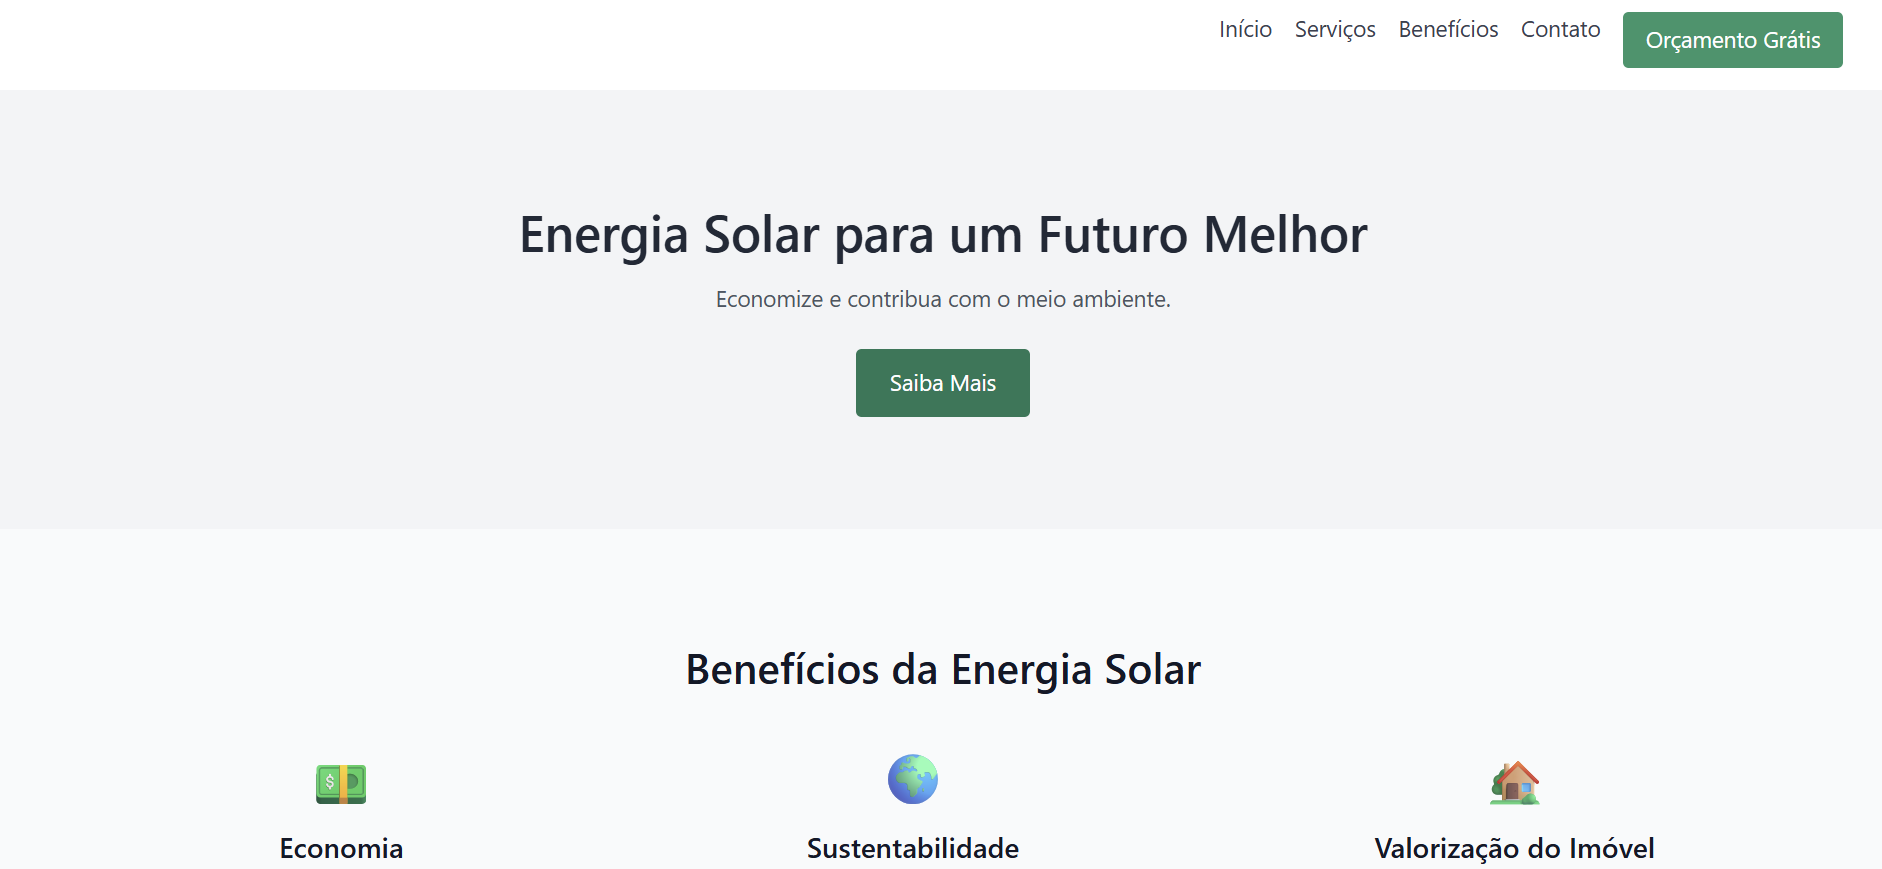 Início Serviços Benefícios Contato Orçamento Grátis
Energia Solar para um Futuro Melhor
Economize e contribua com o meio ambiente.
Saiba Mais
Benefícios da Energia Solar
Economia Sustentabilidade Valorização do Imóvel